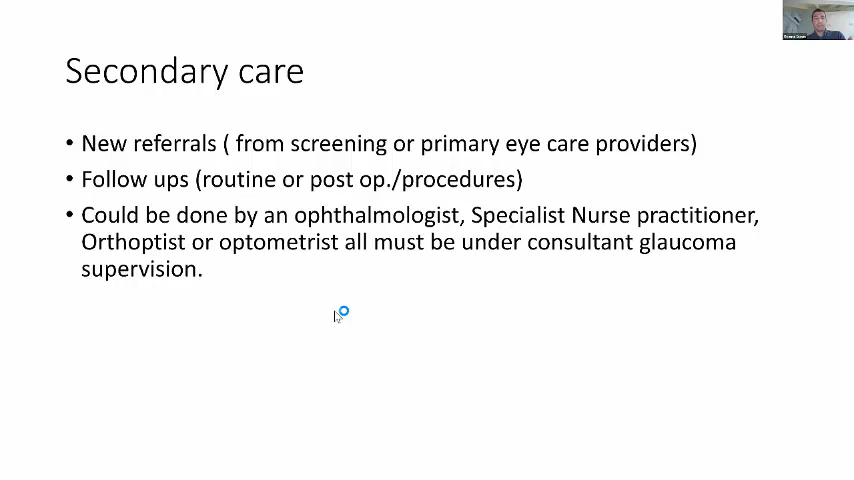 Secondary care
• New referrals ( from screening or primary eye care providers)
• Follow ups (routine or post op./procedures)
• Could be done by an ophthalmologist, Specialist Nurse practitioner,
Orthoptist or optometrist all must be under consultant glaucoma
supervision.